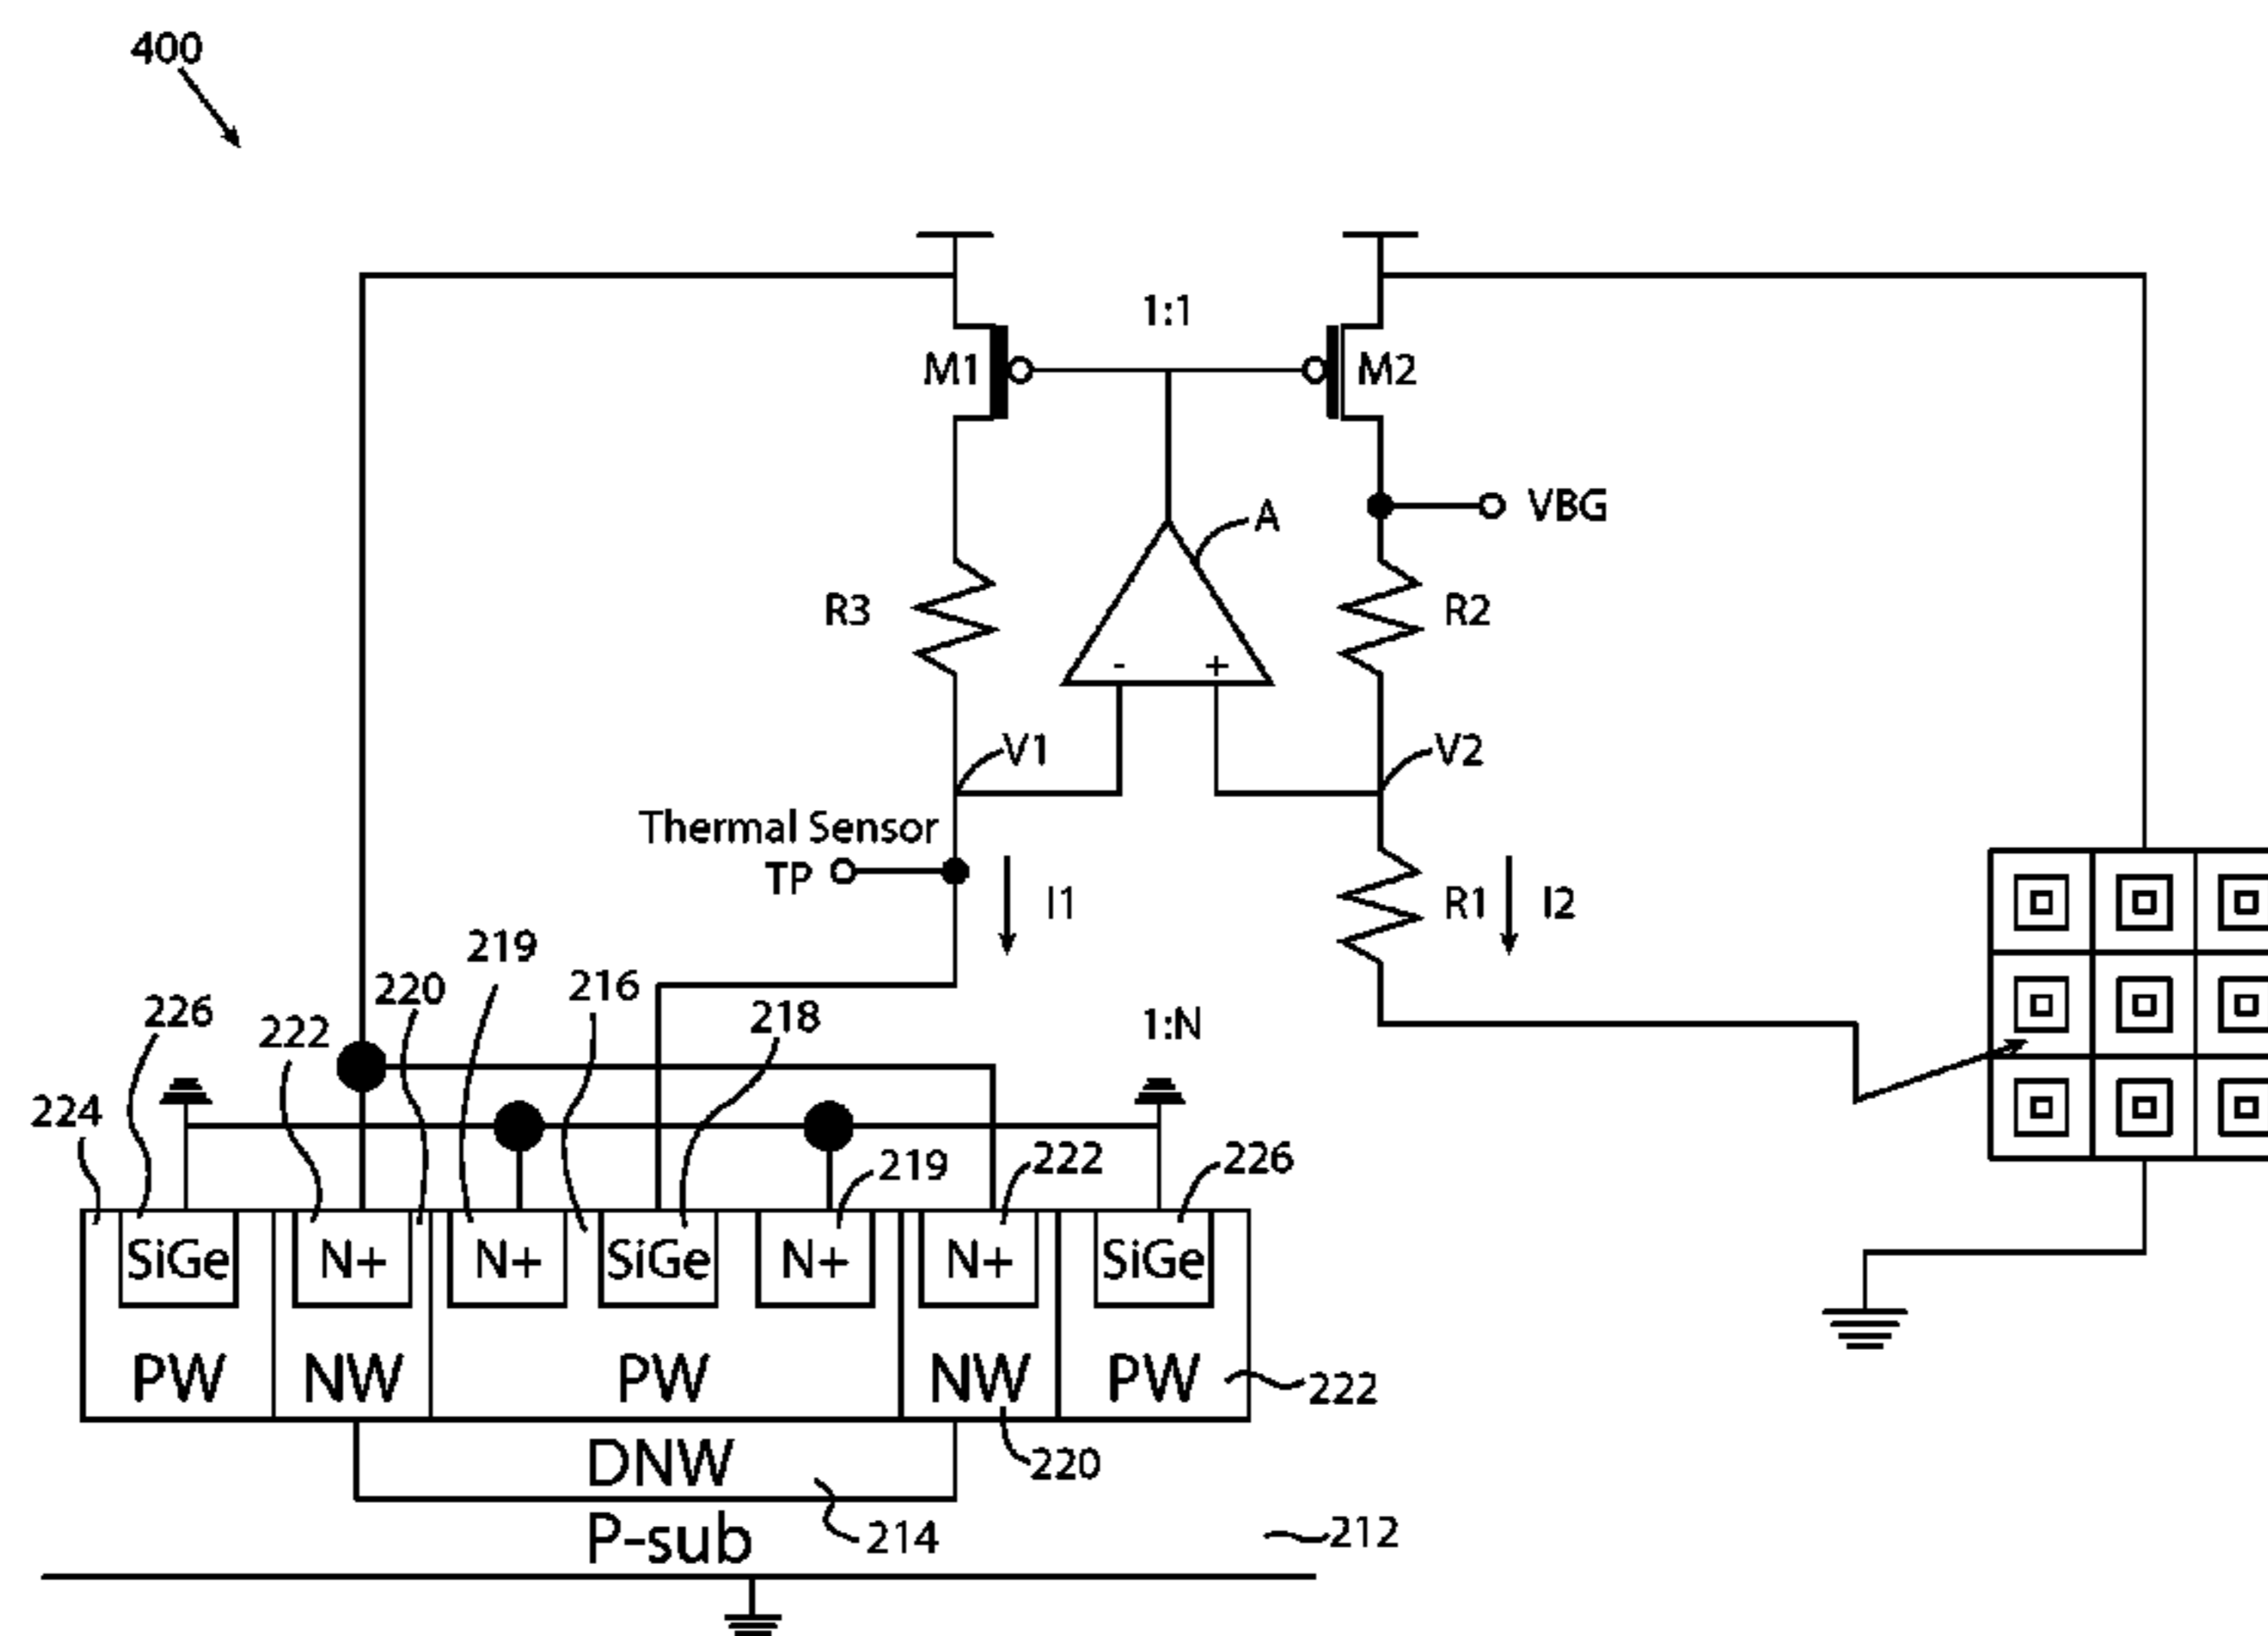 400
1:1
M1
M2
A
VBG
R3
R2
- +
V1
V2
Thermal Sensor
TP
I1
R1
I2
219
220
216
226
222
218
1:N
224
219
222
226
SiGe N+ N+ SiGe N+ N+ SiGe
PW NW PW NW PW
222
DNW
220
P-sub
214
212